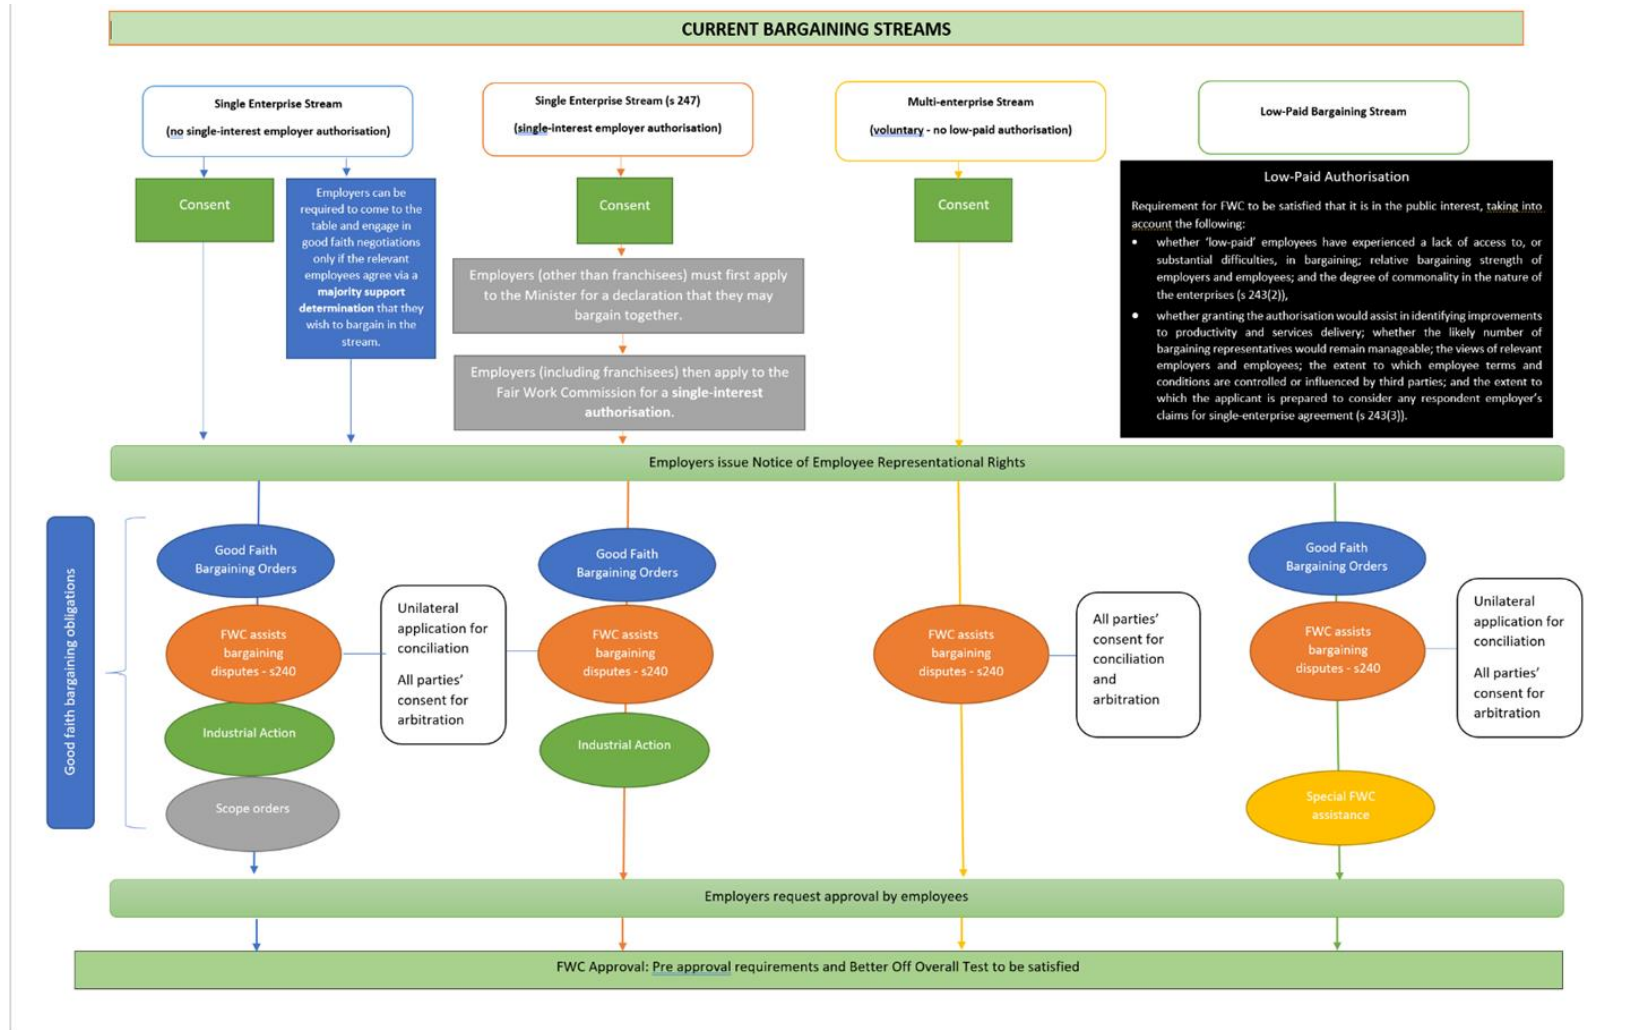 CURRENT BARGAINING STREAMS
Single Enterprise Stream
(no single-interest employer authorisation)
Single Enterprise Stream (s 247)
(single-interest employer authorisation)
Multi-enterprise Stream
(voluntary - no low-paid authorisation)
Low-Paid Bargaining Stream
Consent
Employers can be
required to come to the
table and engage in
good faith negotiations
only if the relevant
employees agree via a
majority support
determination that they
wish to bargain in the
stream.
Consent
Employers (other than franchisees) must first apply
to the Minister for a declaration that they may
bargain together.
Employers (including franchisees) then apply to the
Fair Work Commission for a single-interest
authorisation.
Consent
Low-Paid Authorisation
Requirement for FWC to be satisfied that it is in the public interest, taking into
account the following:
• whether ‘low-paid’ employees have experienced a lack of access to, or
substantial difficulties, in bargaining; relative bargaining strength of
employers and employees; and the degree of commonality in the nature of
the enterprises (s 243(2)),
• whether granting the authorisation would assist in identifying improvements
to productivity and services delivery; whether the likely number of
bargaining representatives would remain manageable; the views of relevant
employers and employees; the extent to which employee terms and
conditions are controlled or influenced by third parties; and the extent to
which the applicant is prepared to consider any respondent employer’s
claims for single-enterprise agreement (s 243(3)).
Employers issue Notice of Employee Representational Rights
Good faith bargaining obligations
Good Faith
Bargaining Orders
FWC assists
bargaining
disputes - s240
Industrial Action
Scope orders
Unilateral
application for
conciliation
All parties’
consent for
arbitration
Good Faith
Bargaining Orders
FWC assists
bargaining
disputes - s240
Industrial Action
FWC assists
bargaining
disputes - s240
All parties’
consent for
conciliation
and
arbitration
Good Faith
Bargaining Orders
FWC assists
bargaining
disputes - s240
Special FWC
assistance
Unilateral
application for
conciliation
All parties’
consent for
arbitration
Employers request approval by employees
FWC Approval: Pre approval requirements and Better Off Overall Test to be satisfied